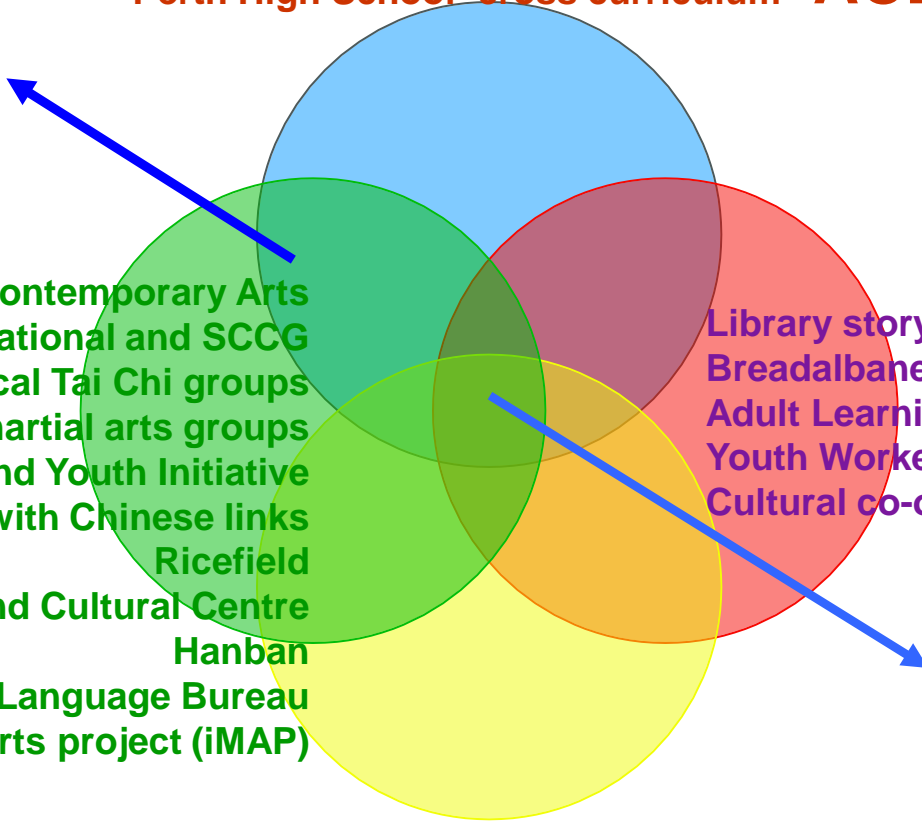 Perth High School cross curriculum
ontemporary Arts
ational and SCCG
cal Tai Chi groups
martial arts groups
nd Youth Initiative
with Chinese links
Ricefield
nd Cultural Centre
Hanban
Language Bureau
rts project (iMAP)
Library story
Breadalbane
Adult Learni
Youth Worke
Cultural co-